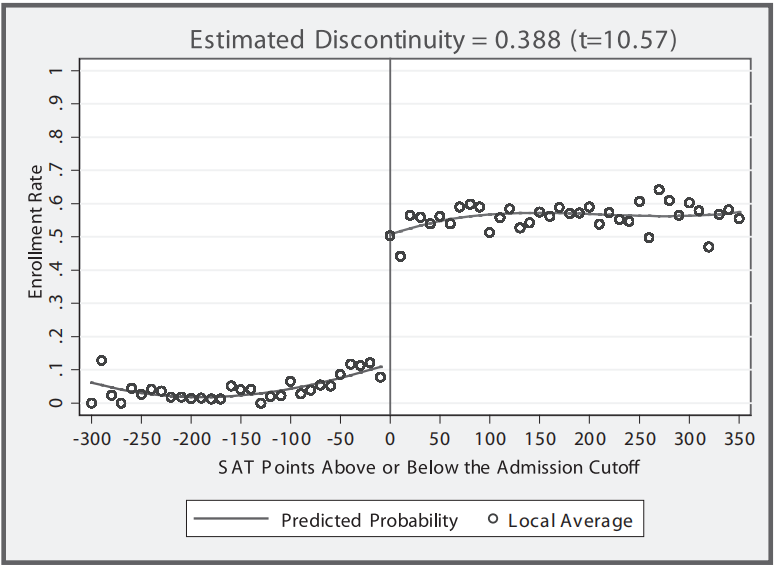 Estimated Discontinuity = 0.388 (t=10.57)
Enrollment Rate
1
.9
.8
.7
.6
.5
.4
.3
.2
.1
0
-300 -250 -200 -150 -100 -50 0 50 100 150 200 250 300 350
SAT Points Above or Below the Admission Cutoff
Predicted Probability Local Average